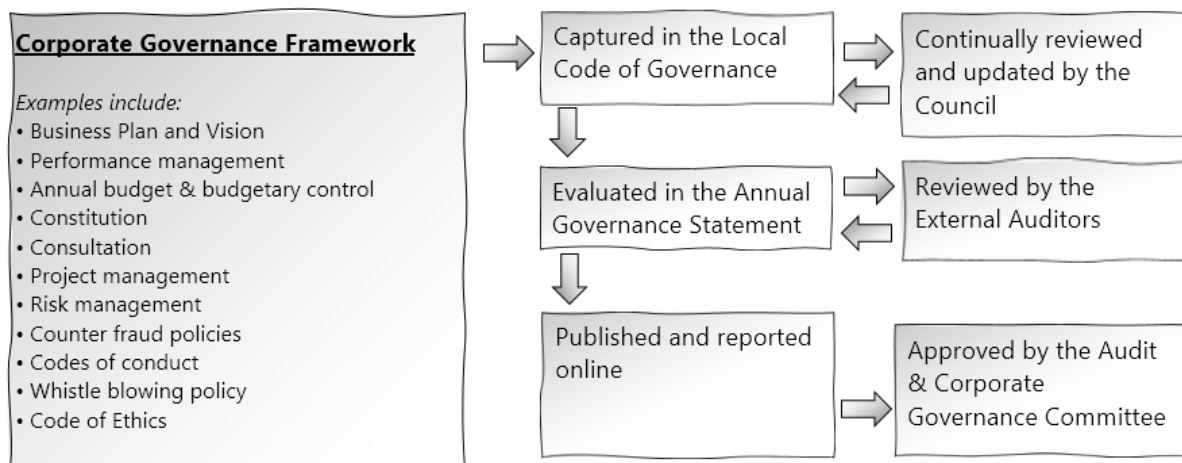 Corporate Governance Framework
Examples include:
• Business Plan and Vision
• Performance management
• Annual budget & budgetary control
• Constitution
• Consultation
• Project management
• Risk management
• Counter fraud policies
• Codes of conduct
• Whistle blowing policy
• Code of Ethics
Captured in the Local
Code of Governance
Continually reviewed
and updated by the
Council
Evaluated in the Annual
Governance Statement
Reviewed by the
External Auditors
Published and reported
online
Approved by the Audit
& Corporate
Governance Committee